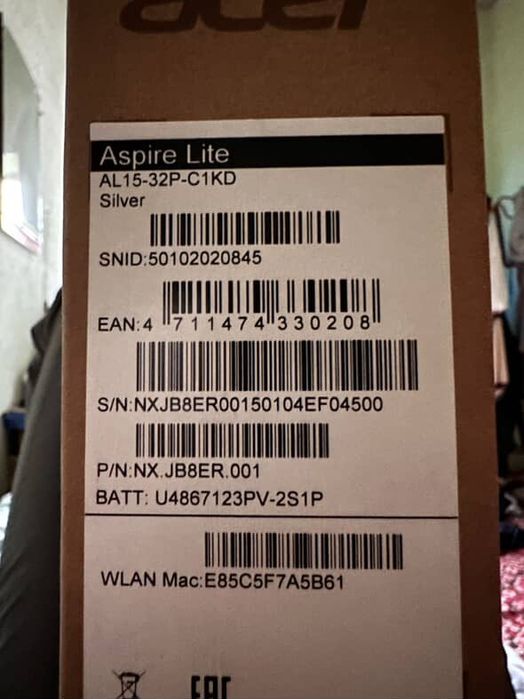 acer
Aspire Lite
AL15-32P-C1KD
Silver
SNID:50102020845
EAN:4 711474 330208
S/N:NXJB8ER00150104EF04500
P/N:NX.JB8ER.001
BATT: U4867123PV-2S1P
WLAN Mac:E85C5F7A5B61
EAC